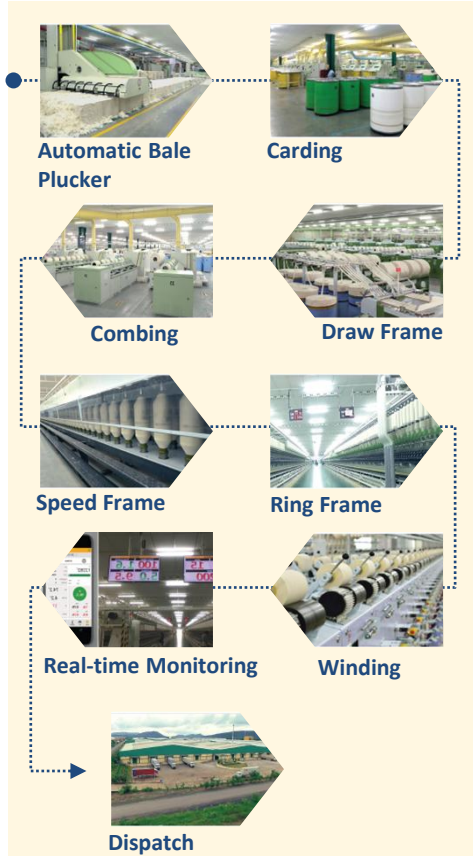 Automatic Bale
Plucker
Carding
Combing
Draw Frame
Speed Frame
Ring Frame
Real-time Monitoring
Winding
Dispatch